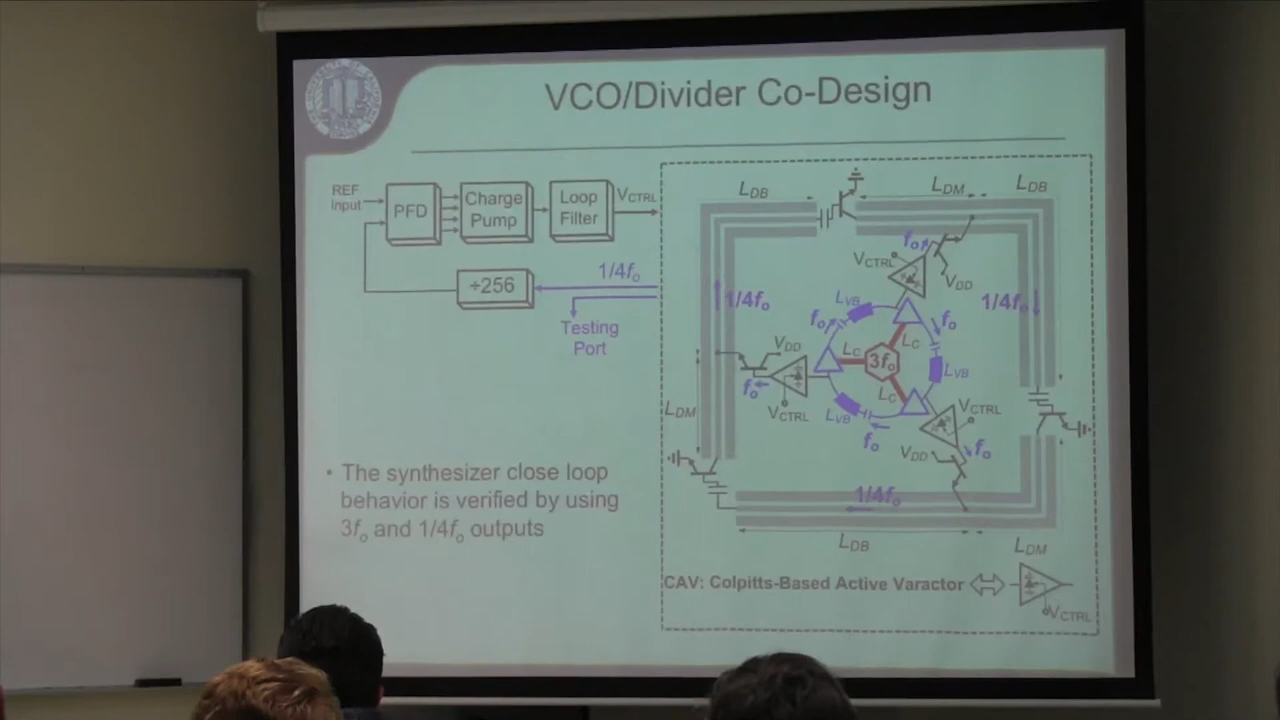 VCO/Divider Co-Design
REF
Input
PFD
Charge
Pump
Loop
Filter
VCTRL
÷256
1/4fo
Testing
Port
• The synthesizer close loop
behavior is verified by using
3fo and 1/4fo outputs
LDB
LDM
LDB
fo
VCTRL
VDD
1/4fo
1/4fo
LVB
fo
fo
LC
LC
3fo
VDD
LVB
fo
LC
VCTRL
LDM
LVB
VCTRL
fo
VDD
fo
1/4fo
LDB
LDM
CAV: Colpitts-Based Active Varactor
VCTRL